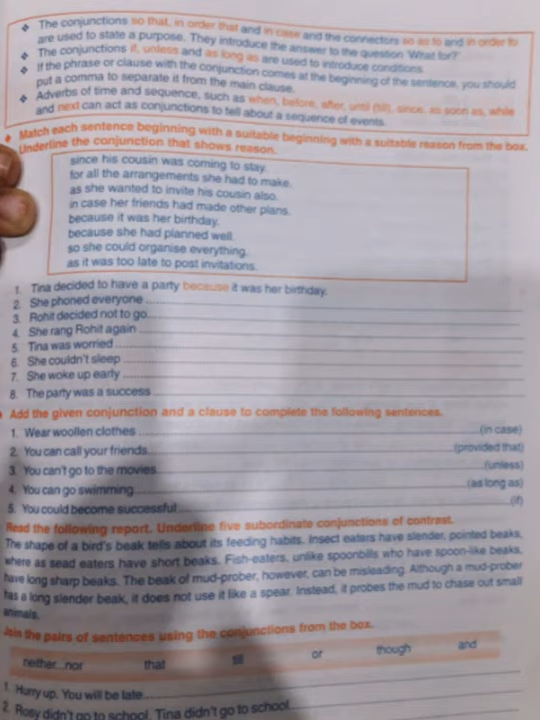 ❖ The conjunctions so that, in order that and in case and the connectors so as to and in order to
are used to state a purpose. They introduce the answer to the question 'What for?'
❖ The conjunctions if, unless and as long as are used to introduce conditions.
❖ If the phrase or clause with the conjunction comes at the beginning of the sentence, you should
put a comma to separate it from the main clause.
❖ Adverbs of time and sequence, such as when, before, after, until (till), since, as soon as, while
and next can act as conjunctions to tell about a sequence of events.
Match each sentence beginning with a suitable beginning with a suitable reason from the box.
Underline the conjunction that shows reason.
since his cousin was coming to stay.
for all the arrangements she had to make.
as she wanted to invite his cousin also.
in case her friends had made other plans.
because it was her birthday.
because she had planned well.
so she could organise everything.
as it was too late to post invitations.
1. Tina decided to have a party because it was her birthday.
2. She phoned everyone
3. Rohit decided not to go
4. She rang Rohit again
5. Tina was worried
6. She couldn't sleep
7. She woke up early
8. The party was a success
Add the given conjunction and a clause to complete the following sentences.
1. Wear woollen clothes (in case)
2. You can call your friends (provided that)
3. You can't go to the movies (unless)
4. You can go swimming (as long as)
5. You could become successful (if)
Read the following report. Underline five subordinate conjunctions of contrast.
The shape of a bird's beak tells about its feeding habits. Insect eaters have slender, pointed beaks,
where as sead eaters have short beaks. Fish-eaters, unlike spoonbills who have spoon-like beaks,
have long sharp beaks. The beak of mud-prober, however, can be misleading. Although a mud-prober
has a long slender beak, it does not use it like a spear. Instead, it probes the mud to chase out small
animals.
Join the pairs of sentences using the conjunctions from the box.
neither...nor that till or though and
1. Hurry up. You will be late
2. Rosy didn't go to school. Tina didn't go to school